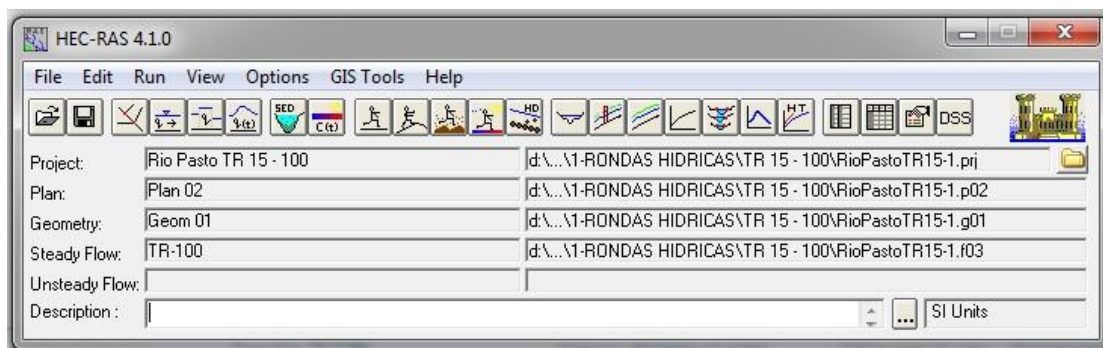 HEC-RAS 4.1.0
File Edit Run View Options GIS Tools Help
SED C(t) HD HT DSS
Project: Rio Pasto TR 15 - 100 d:\...\1-RONDAS HIDRICAS\TR 15 - 100\RioPastoTR15-1.prj
Plan: Plan 02 d:\...\1-RONDAS HIDRICAS\TR 15 - 100\RioPastoTR15-1.p02
Geometry: Geom 01 d:\...\1-RONDAS HIDRICAS\TR 15 - 100\RioPastoTR15-1.g01
Steady Flow: TR-100 d:\...\1-RONDAS HIDRICAS\TR 15 - 100\RioPastoTR15-1.f03
Unsteady Flow:
Description : ... SI Units